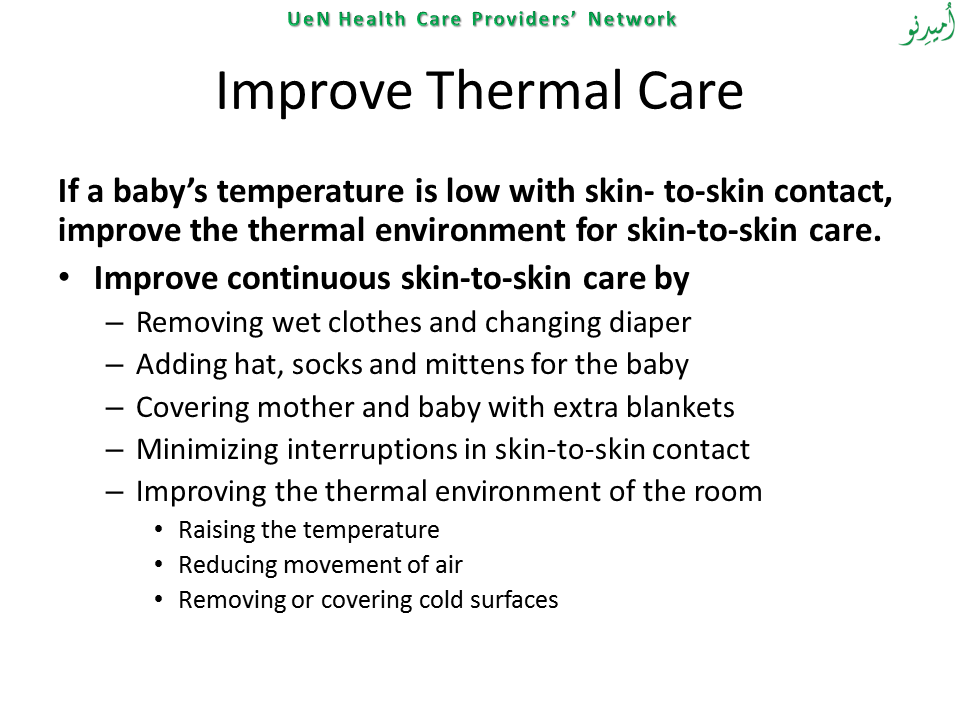 UeN Health Care Providers’ Network
اُمیدِنو
Improve Thermal Care
If a baby’s temperature is low with skin- to-skin contact,
improve the thermal environment for skin-to-skin care.
• Improve continuous skin-to-skin care by
– Removing wet clothes and changing diaper
– Adding hat, socks and mittens for the baby
– Covering mother and baby with extra blankets
– Minimizing interruptions in skin-to-skin contact
– Improving the thermal environment of the room
• Raising the temperature
• Reducing movement of air
• Removing or covering cold surfaces